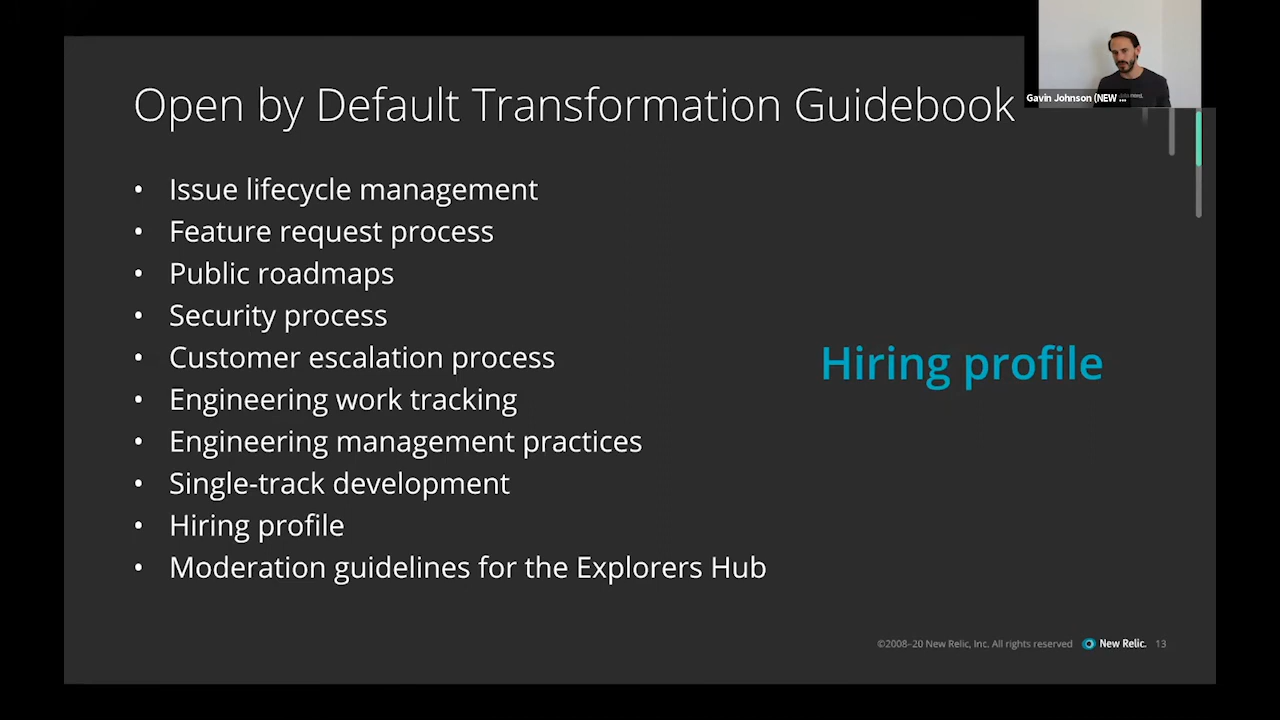 Gavin Johnson (NEW ...
Open by Default Transformation Guidebook
• Issue lifecycle management
• Feature request process
• Public roadmaps
• Security process
• Customer escalation process
• Engineering work tracking
• Engineering management practices
• Single-track development
• Hiring profile
• Moderation guidelines for the Explorers Hub
Hiring profile
©2008–20 New Relic, Inc. All rights reserved New Relic. 13